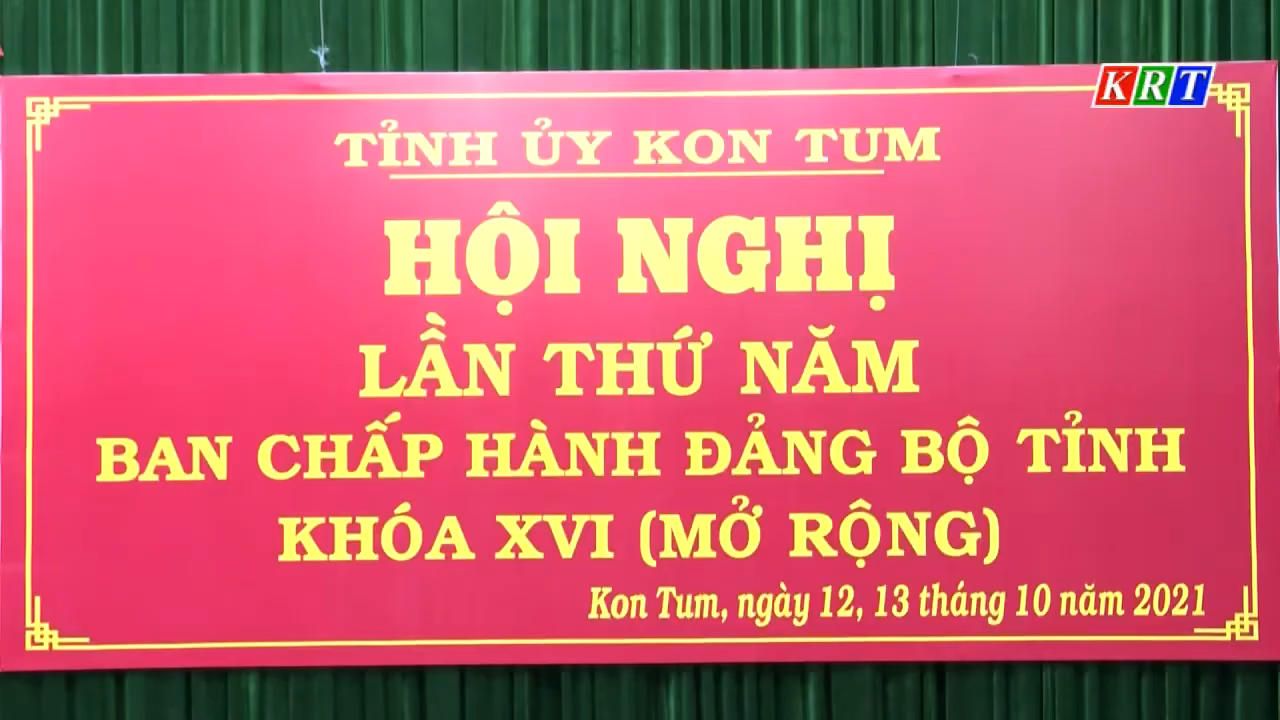 KRT
TỈNH ỦY KON TUM
HỘI NGHỊ
LẦN THỨ NĂM
BAN CHẤP HÀNH ĐẢNG BỘ TỈNH
KHÓA XVI (MỞ RỘNG)
Kon Tum, ngày 12, 13 tháng 10 năm 2021